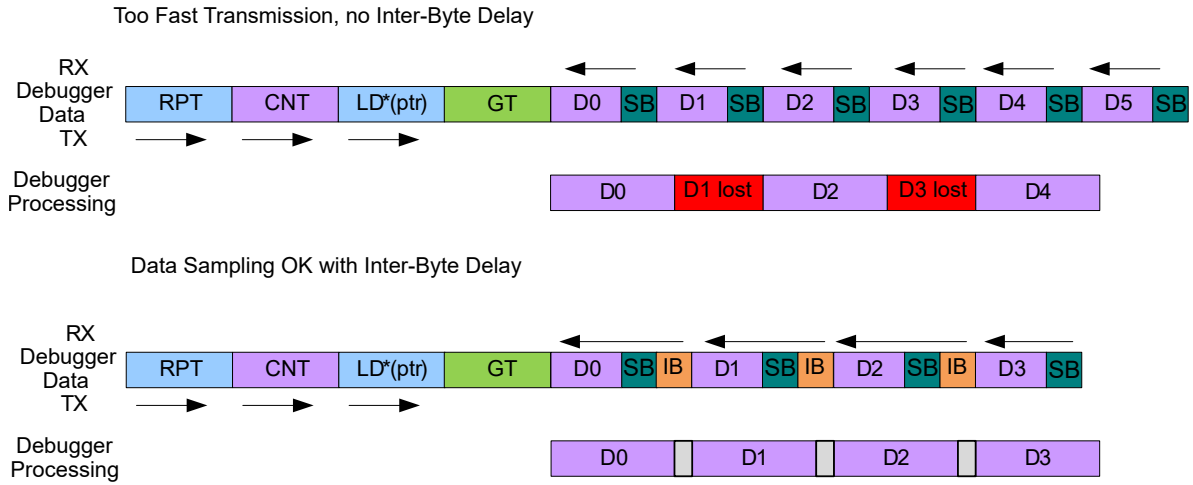 Too Fast Transmission, no Inter-Byte Delay
RX
Debugger
Data
TX
RPT CNT LD*(ptr) GT D0 SB D1 SB D2 SB D3 SB D4 SB D5 SB
Debugger
Processing
D0 D1 lost D2 D3 lost D4
Data Sampling OK with Inter-Byte Delay
RX
Debugger
Data
TX
RPT CNT LD*(ptr) GT D0 SB IB D1 SB IB D2 SB IB D3 SB
Debugger
Processing
D0 D1 D2 D3